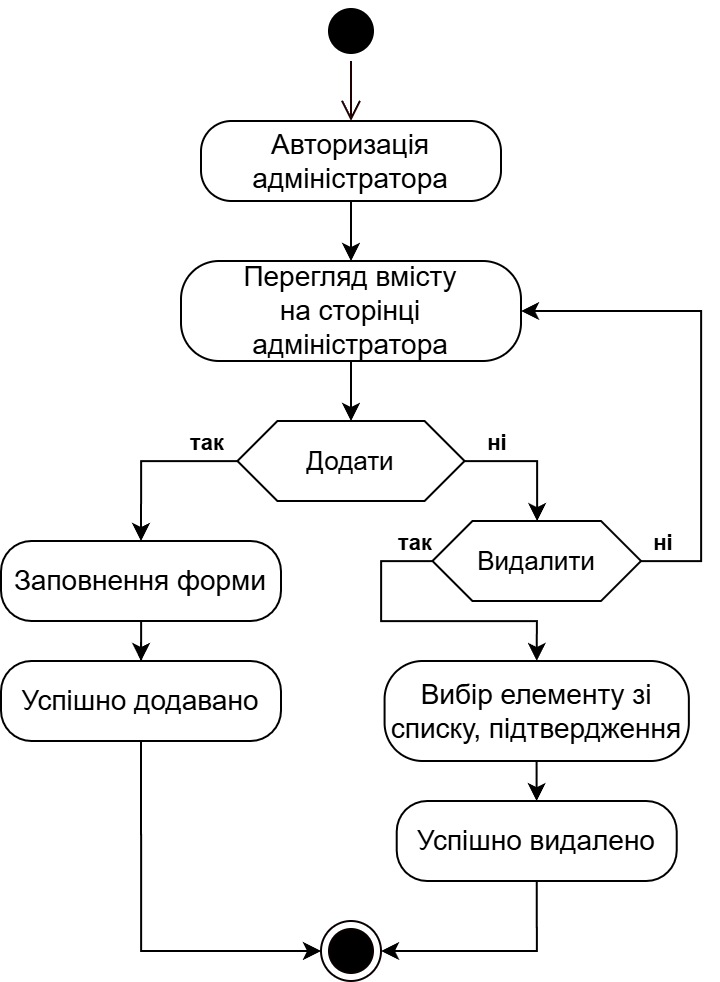 Авторизація
адміністратора
Перегляд вмісту
на сторінці
адміністратора
так
Додати
ні
Заповнення форми
так
Видалити
ні
Успішно додавано
Вибір елементу зі
списку, підтвердження
Успішно видалено